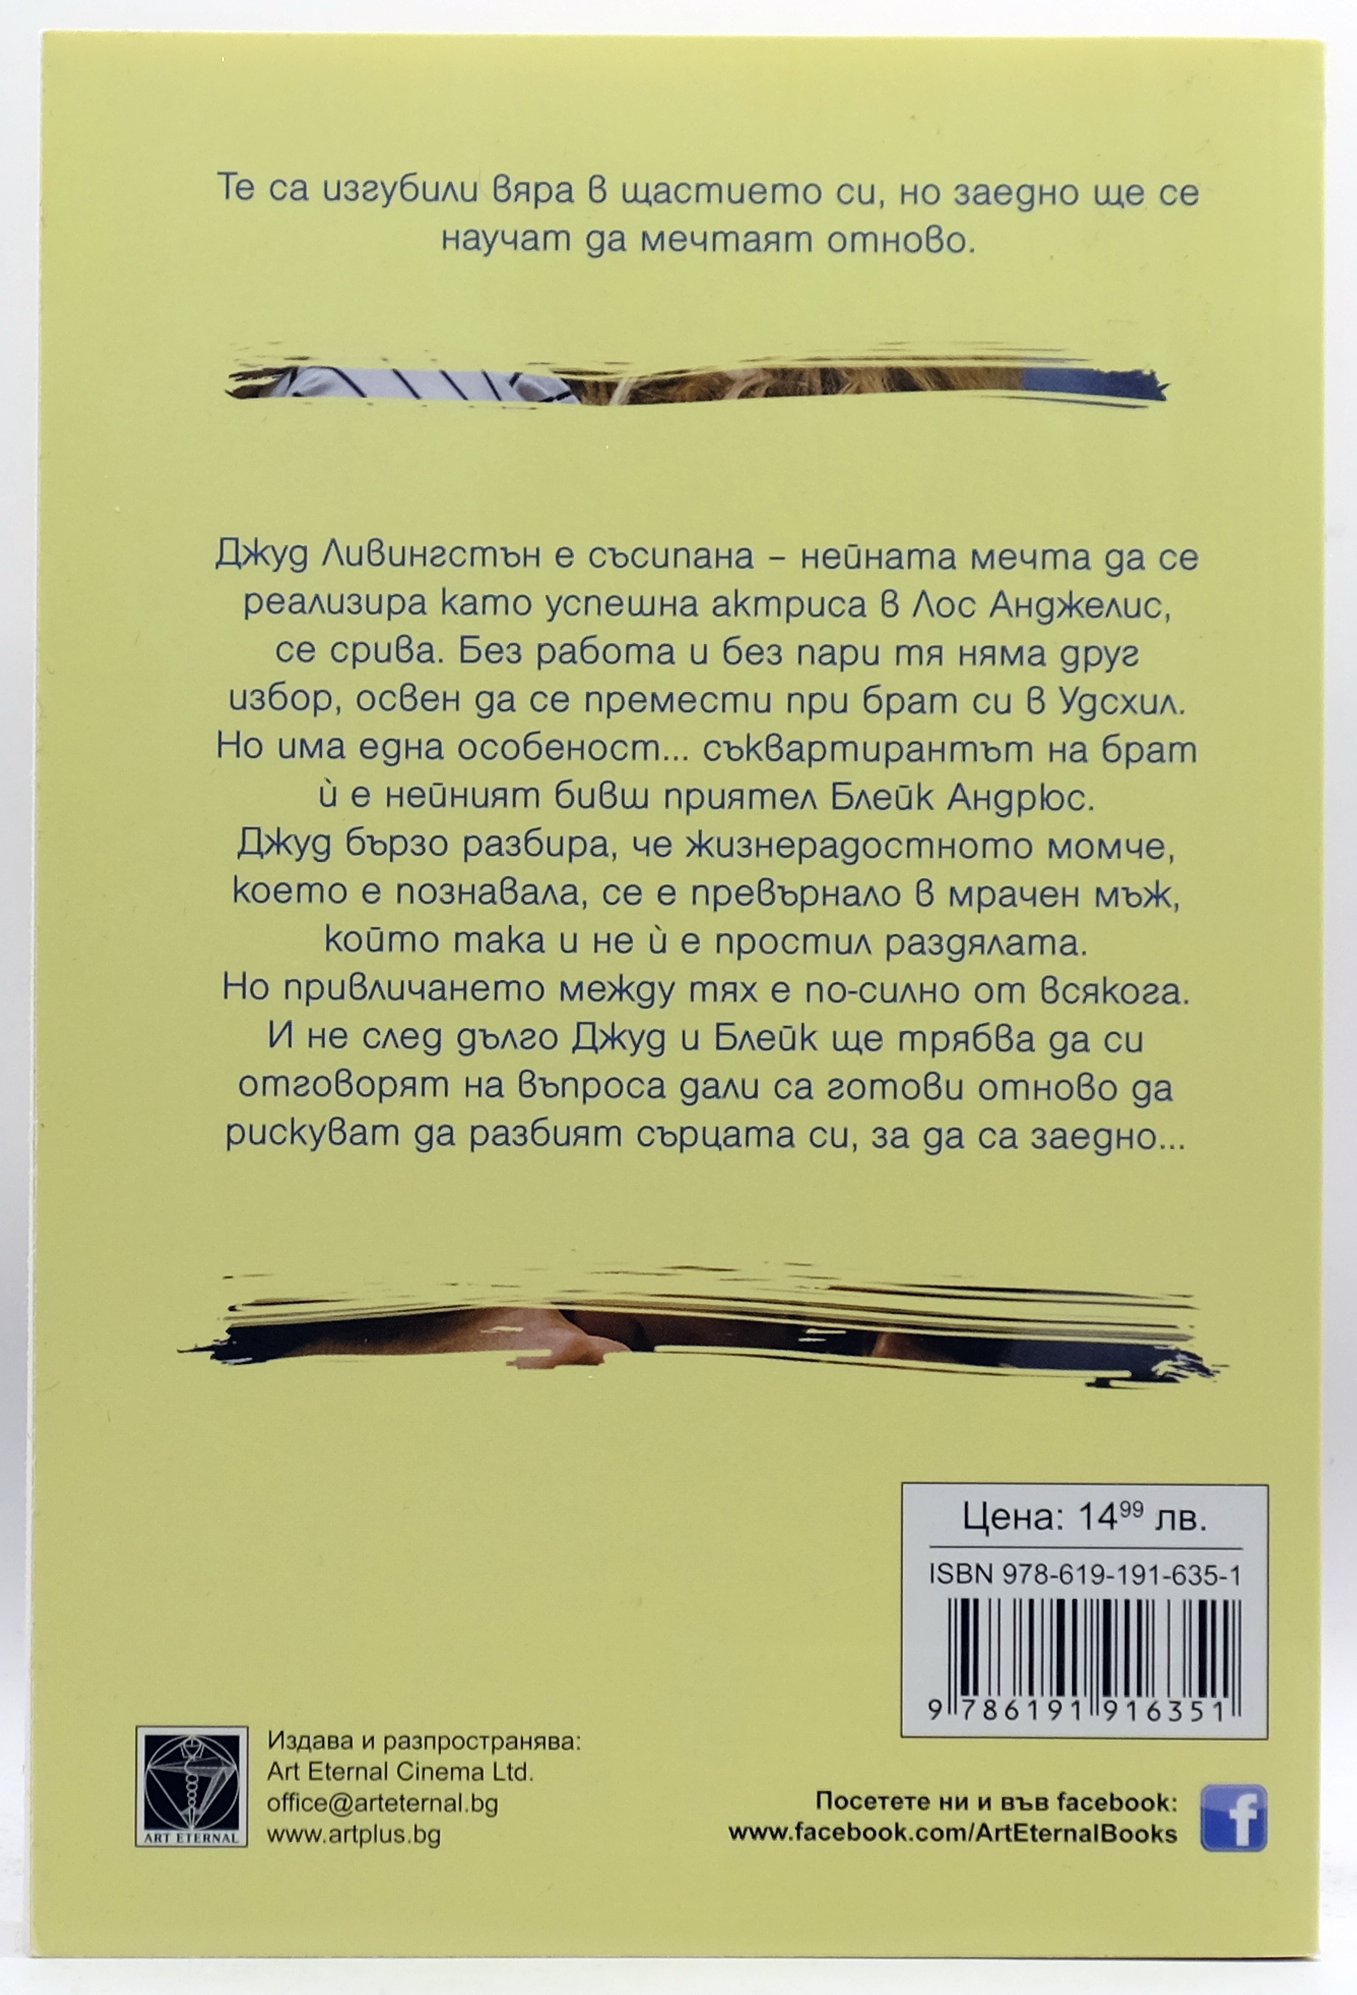 Те са изгубили вяра в щастието си, но заедно ще се
научат да мечтаят отново.
Джуд Ливингстън е съсипана – нейната мечта да се
реализира като успешна актриса в Лос Анджелис,
се срива. Без работа и без пари тя няма друг
избор, освен да се премести при брат си в Удсхил.
Но има една особеност... съквартирантът на брат
ѝ е нейният бивш приятел Блейк Андрюс.
Джуд бързо разбира, че жизнерадостното момче,
което е познавала, се е превърнало в мрачен мъж,
който така и не ѝ е простил раздялата.
Но привличането между тях е по-силно от всякога.
И не след дълго Джуд и Блейк ще трябва да си
отговорят на въпроса дали са готови отново да
рискуват да разбият сърцата си, за да са заедно...
Цена: 14⁹⁹ лв.
ISBN 978-619-191-635-1
9 786191 916351
Издава и разпространява:
Art Eternal Cinema Ltd.
office@arteternal.bg
www.artplus.bg
ART ETERNAL
Посетете ни и във facebook:
www.facebook.com/ArtEternalBooks
f